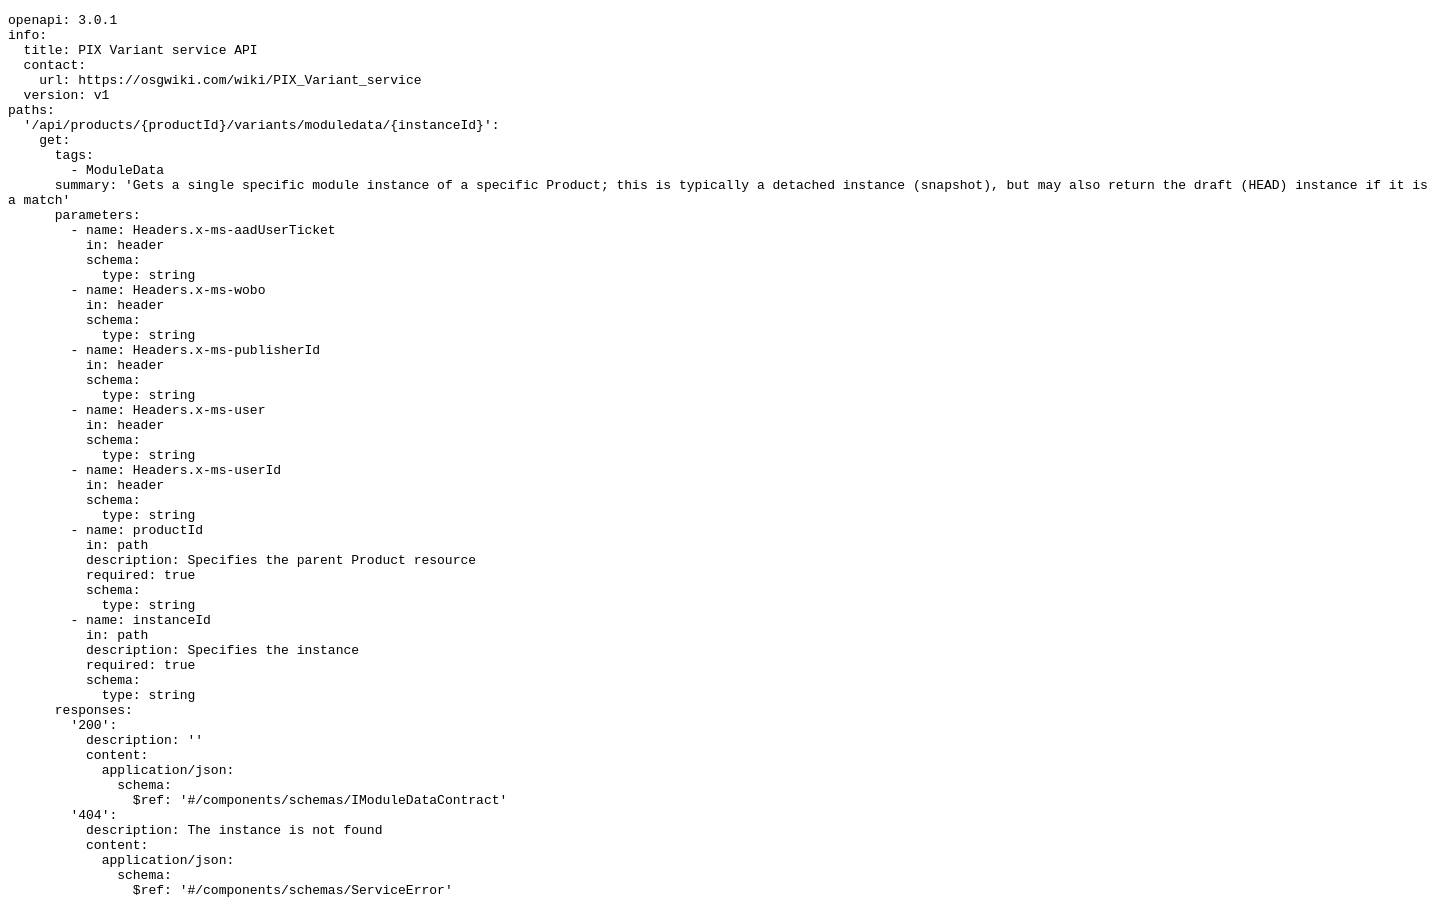 openapi: 3.0.1
info:
  title: PIX Variant service API
  contact:
    url: https://osgwiki.com/wiki/PIX_Variant_service
  version: v1
paths:
  '/api/products/{productId}/variants/moduledata/{instanceId}':
    get:
      tags:
        - ModuleData
      summary: 'Gets a single specific module instance of a specific Product; this is typically a detached instance (snapshot), but may also return the draft (HEAD) instance if it is
a match'
      parameters:
        - name: Headers.x-ms-aadUserTicket
          in: header
          schema:
            type: string
        - name: Headers.x-ms-wobo
          in: header
          schema:
            type: string
        - name: Headers.x-ms-publisherId
          in: header
          schema:
            type: string
        - name: Headers.x-ms-user
          in: header
          schema:
            type: string
        - name: Headers.x-ms-userId
          in: header
          schema:
            type: string
        - name: productId
          in: path
          description: Specifies the parent Product resource
          required: true
          schema:
            type: string
        - name: instanceId
          in: path
          description: Specifies the instance
          required: true
          schema:
            type: string
      responses:
        '200':
          description: ''
          content:
            application/json:
              schema:
                $ref: '#/components/schemas/IModuleDataContract'
        '404':
          description: The instance is not found
          content:
            application/json:
              schema:
                $ref: '#/components/schemas/ServiceError'